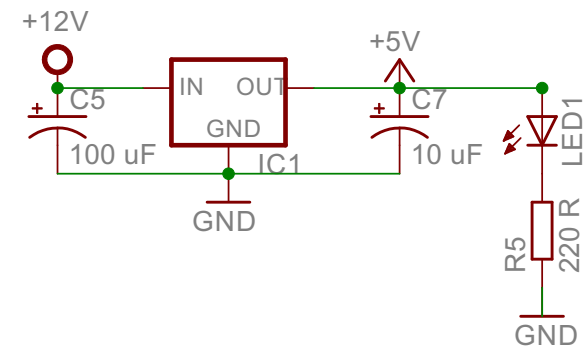 +12V
+5V
C5
IN
OUT
C7
GND
100 uF
IC1
10 uF
LED1
GND
R5
220 R
GND